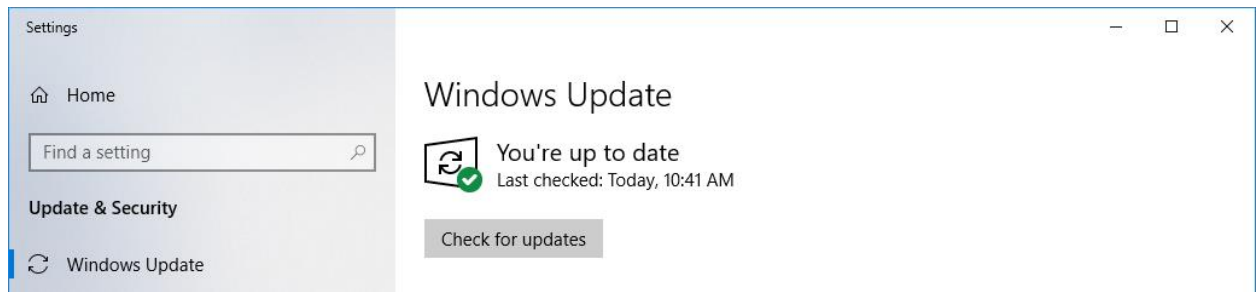 Settings
Home
Find a setting
Update & Security
Windows Update
Windows Update
You're up to date
Last checked: Today, 10:41 AM
Check for updates